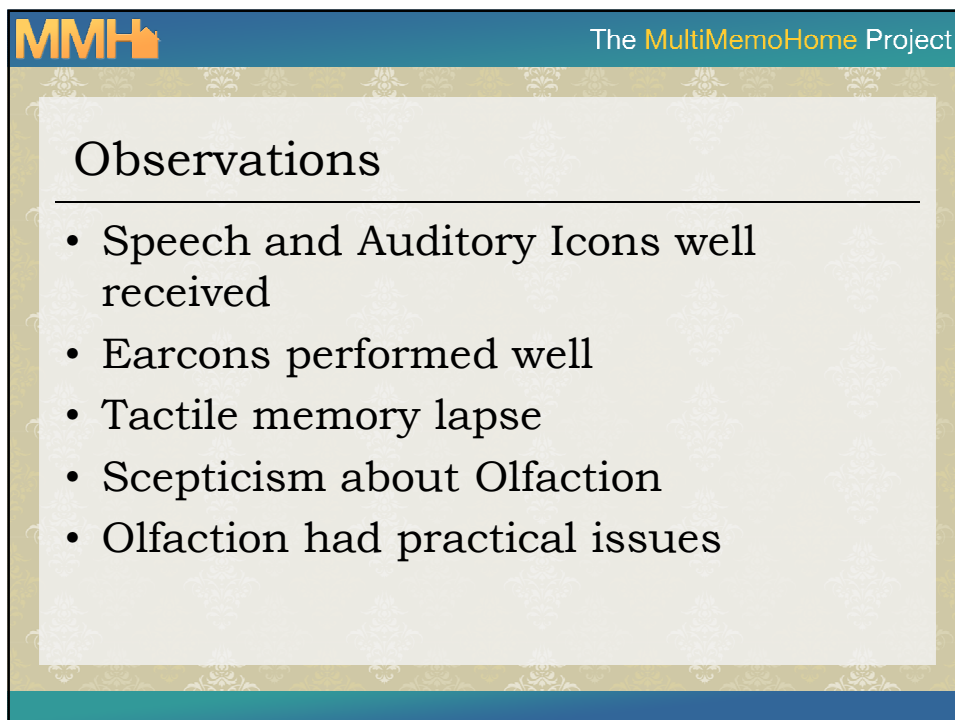 MMH
The MultiMemoHome Project
Observations
• Speech and Auditory Icons well
received
• Earcons performed well
• Tactile memory lapse
• Scepticism about Olfaction
• Olfaction had practical issues